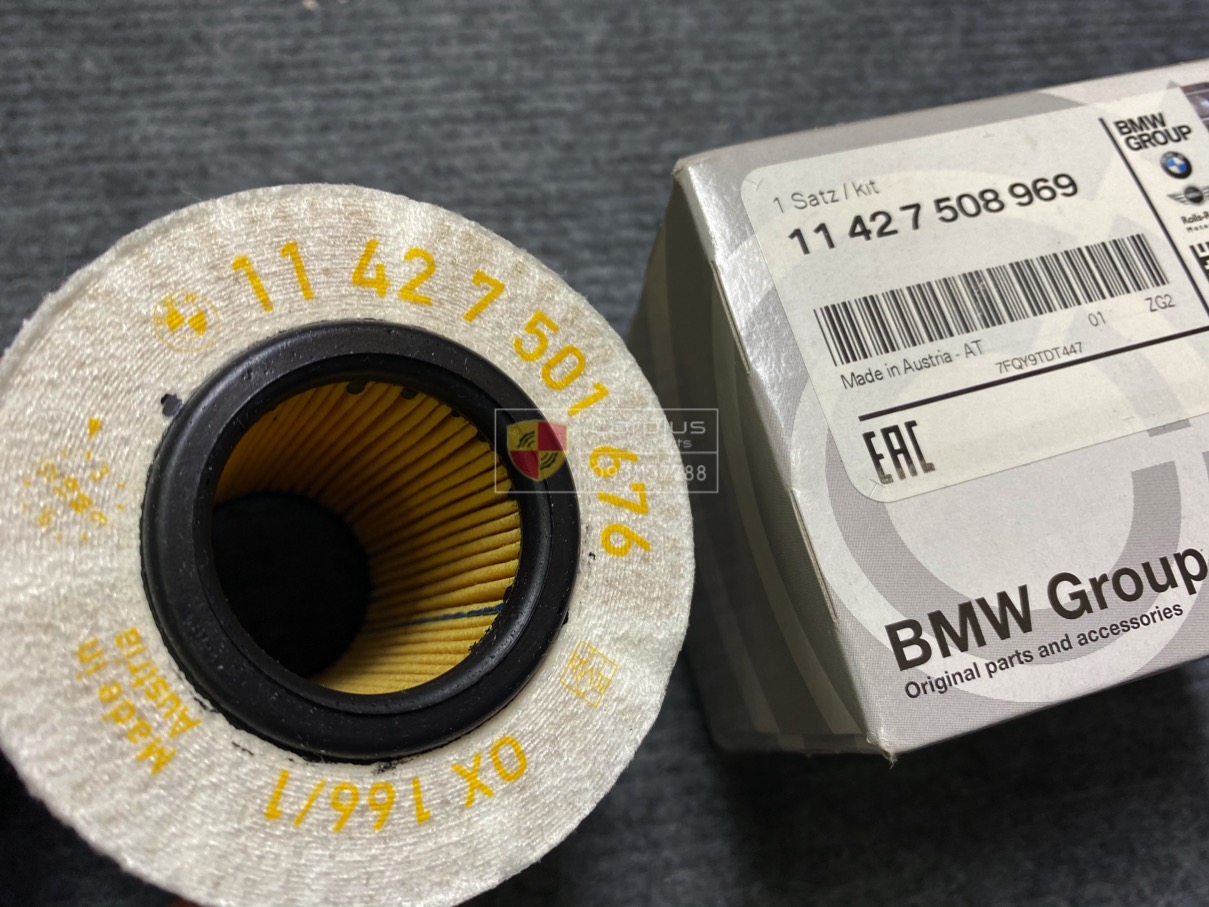 11 42 7 501 676
Made in
Austria
OX 166/1
1 Satz / kit
11 42 7 508 969
01
ZG2
Made in Austria - AT
7FQY9TDT447
EAC
BMW
GROUP
BMW Group
Original parts and accessories